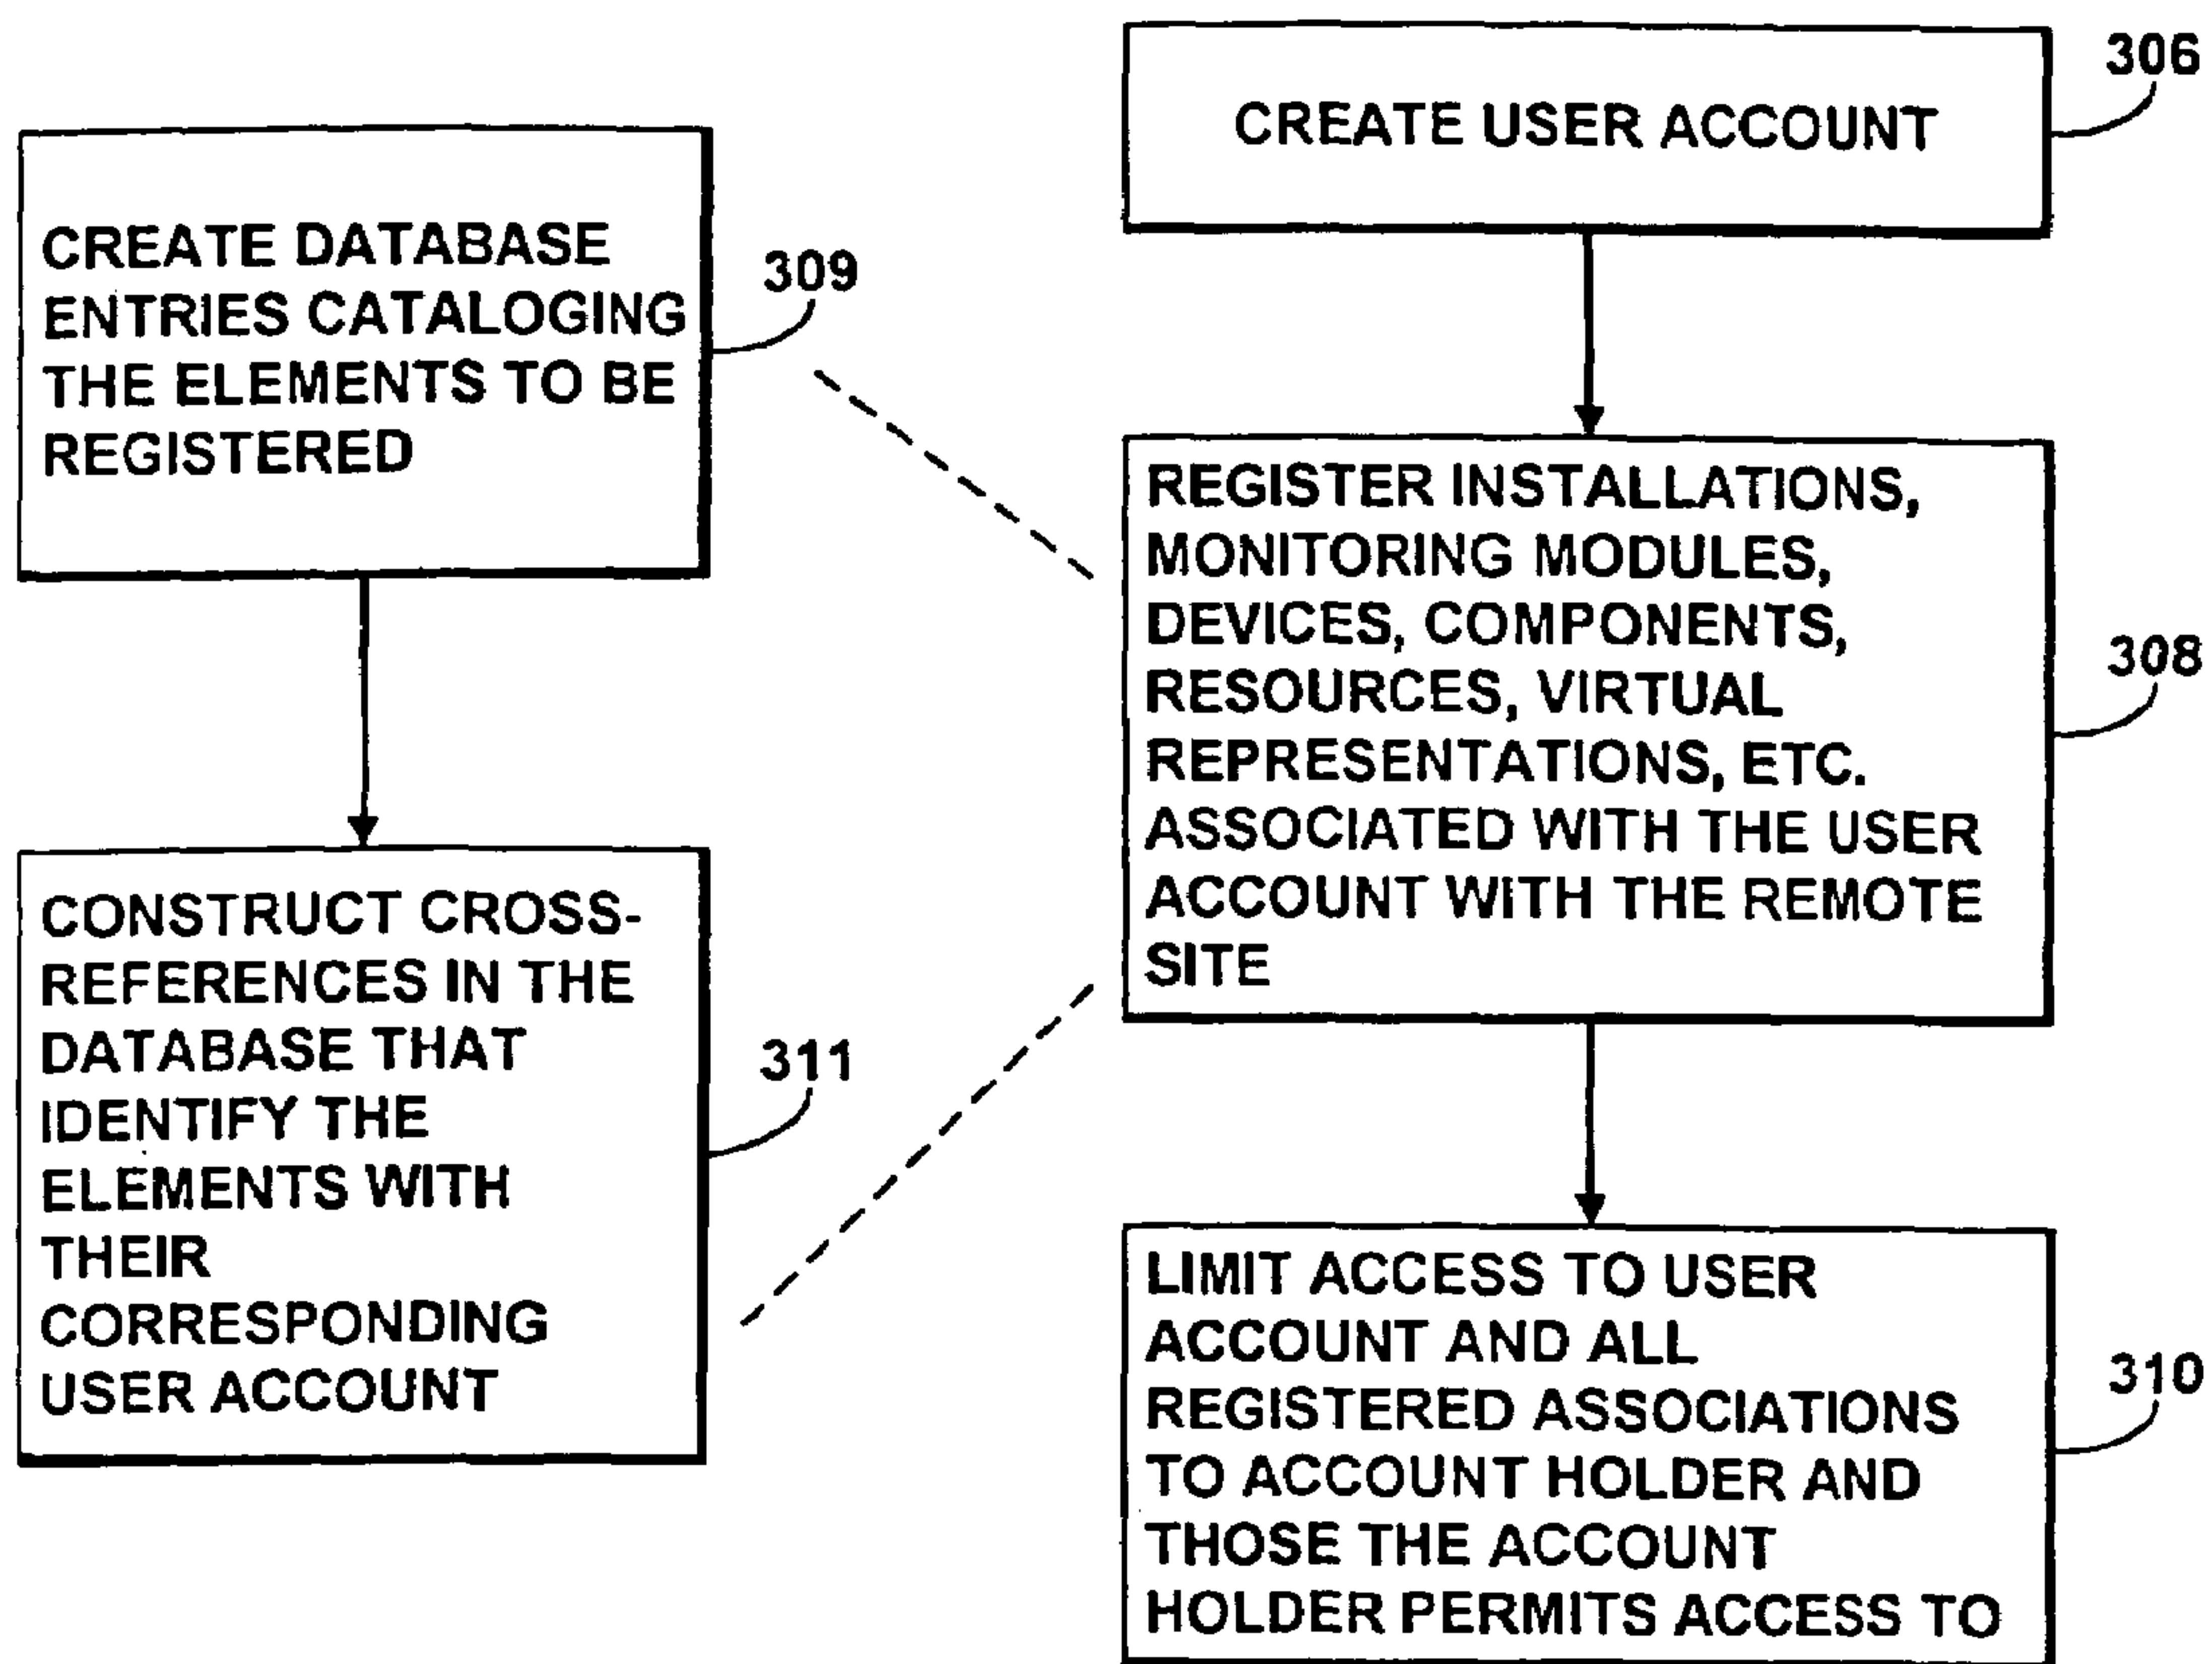 CREATE USER ACCOUNT
306
CREATE DATABASE
ENTRIES CATALOGING
THE ELEMENTS TO BE
REGISTERED
309
REGISTER INSTALLATIONS,
MONITORING MODULES,
DEVICES, COMPONENTS,
RESOURCES, VIRTUAL
REPRESENTATIONS, ETC.
ASSOCIATED WITH THE USER
ACCOUNT WITH THE REMOTE
SITE
308
CONSTRUCT CROSS-
REFERENCES IN THE
DATABASE THAT
IDENTIFY THE
ELEMENTS WITH
THEIR
CORRESPONDING
USER ACCOUNT
311
LIMIT ACCESS TO USER
ACCOUNT AND ALL
REGISTERED ASSOCIATIONS
TO ACCOUNT HOLDER AND
THOSE THE ACCOUNT
HOLDER PERMITS ACCESS TO
310